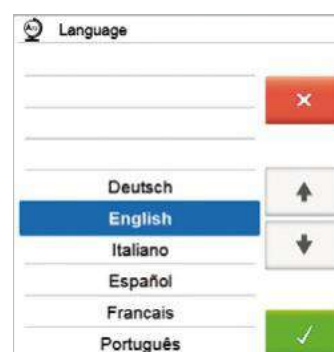 Language
Deutsch
English
Italiano
Español
Francais
Português